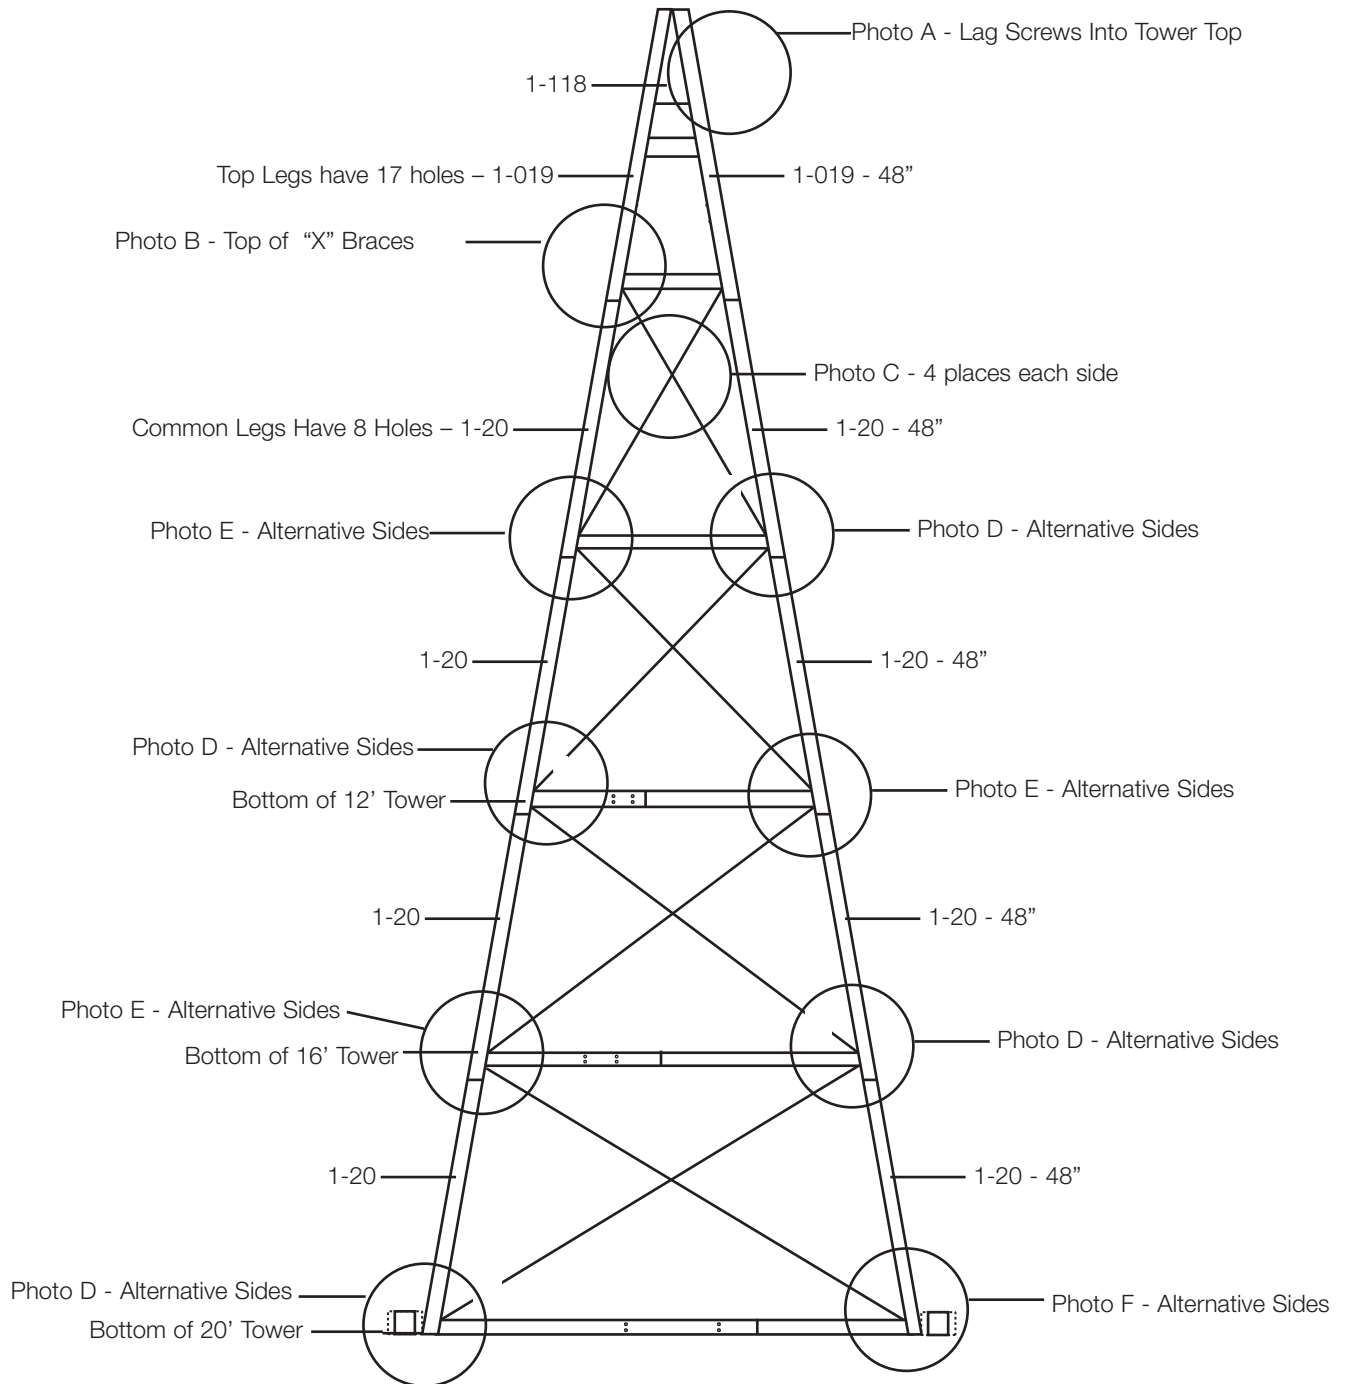 Photo A - Lag Screws Into Tower Top
1-118
Top Legs have 17 holes – 1-019
1-019 - 48”
Photo B - Top of “X” Braces
Photo C - 4 places each side
Common Legs Have 8 Holes – 1-20
1-20 - 48”
Photo E - Alternative Sides
Photo D - Alternative Sides
1-20
1-20 - 48”
Photo D - Alternative Sides
Photo E - Alternative Sides
Bottom of 12’ Tower
1-20
1-20 - 48”
Photo E - Alternative Sides
Photo D - Alternative Sides
Bottom of 16’ Tower
1-20
1-20 - 48”
Photo D - Alternative Sides
Photo F - Alternative Sides
Bottom of 20’ Tower